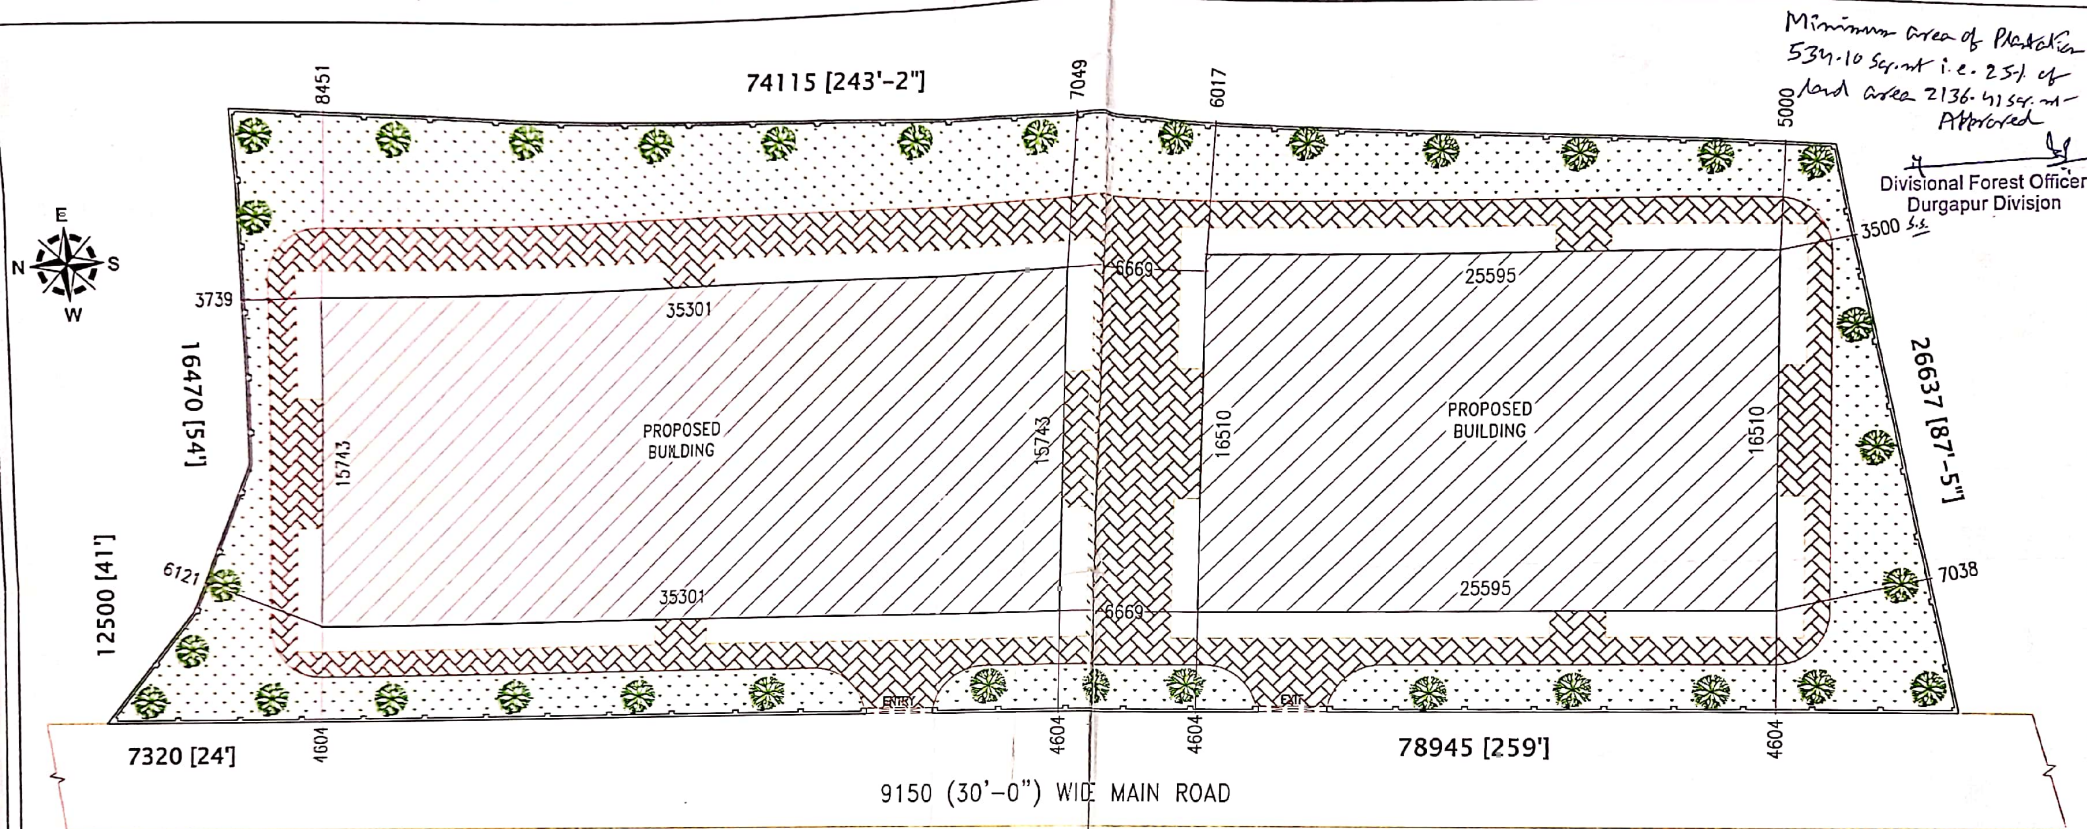 Minimum area of Plantation
534.10 Sq.mt i.e. 25% of
land area 2136.41 sq.mt
Approved
Divisional Forest Officer
Durgapur Division
8451
74115 [243'-2"]
7049
6017
5000
E
N S
W
3500
3739
6669
35301
25595
16470 [54']
26637 [87'-5"]
PROPOSED
BUILDING
PROPOSED
BUILDING
15743
15743
16510
16510
12500 [41']
6121
35301
6669
25595
7038
ENTRY
EXIT
7320 [24']
4604
4604
4604
78945 [259']
4604
9150 (30'-0") WIDE MAIN ROAD